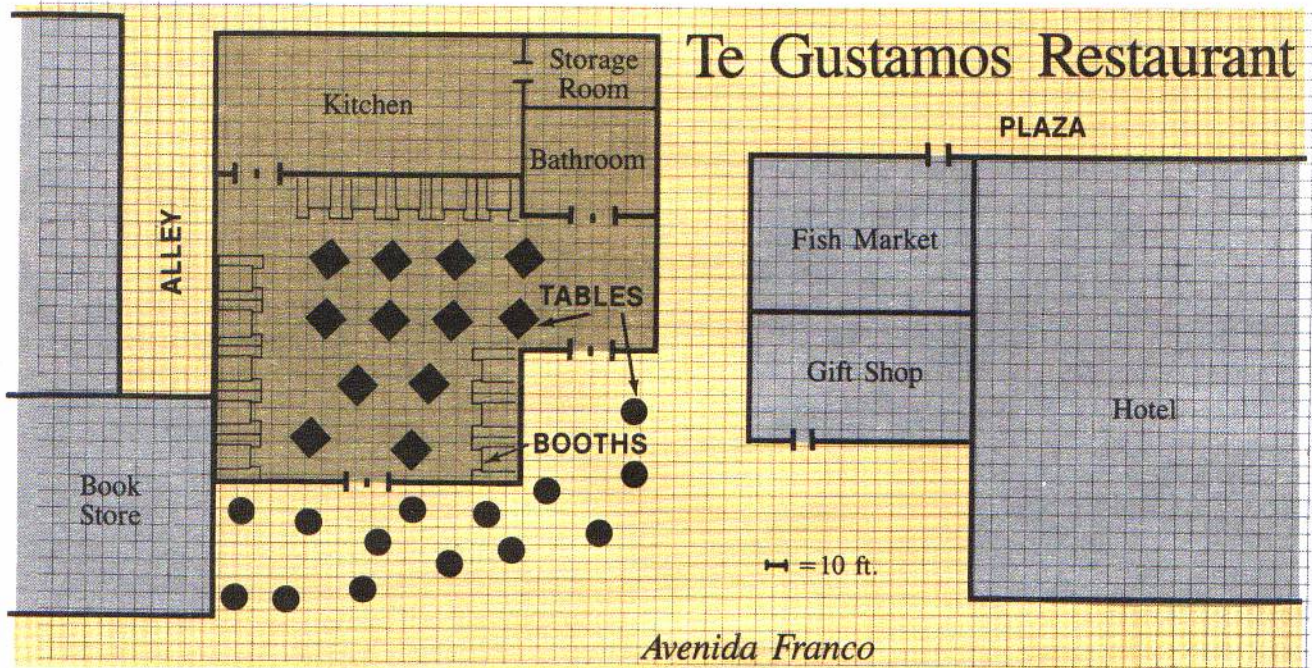 Te Gustamos Restaurant
Storage
Room
Kitchen
PLAZA
Bathroom
ALLEY
Fish Market
TABLES
Gift Shop
Hotel
BOOTHS
Book
Store
= 10 ft.
Avenida Franco